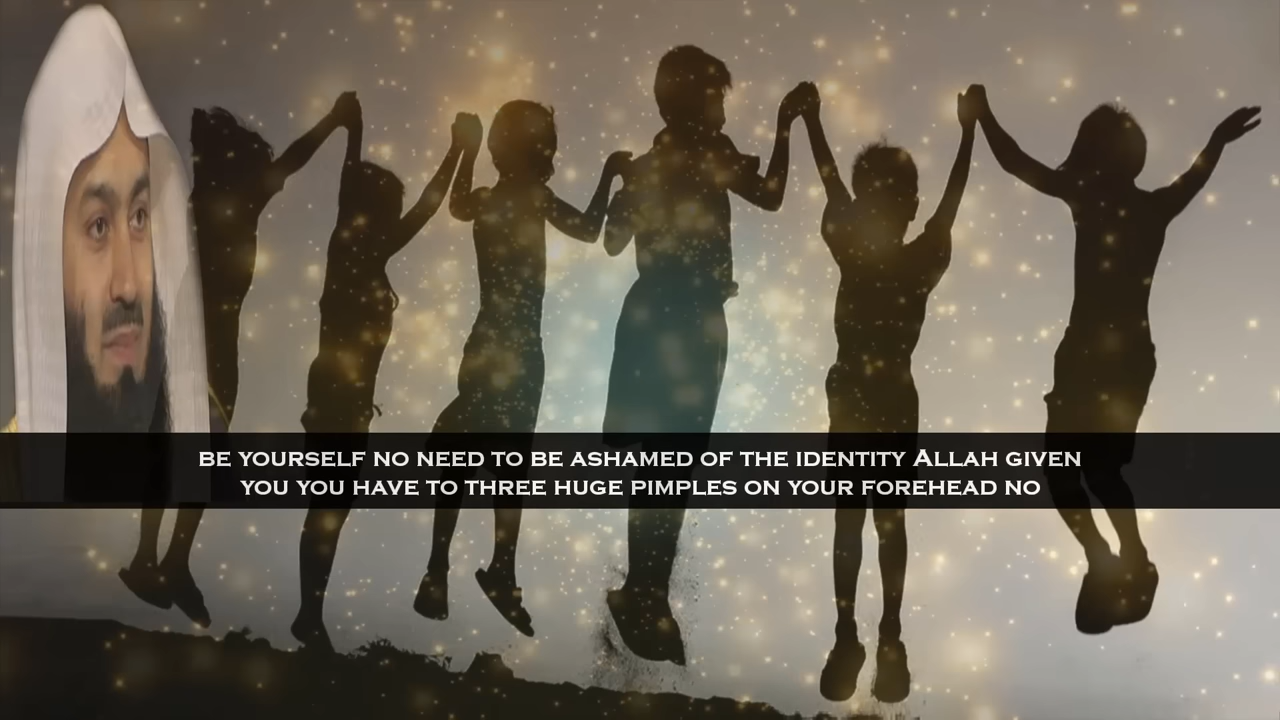 BE YOURSELF NO NEED TO BE ASHAMED OF THE IDENTITY ALLAH GIVEN
YOU YOU HAVE TO THREE HUGE PIMPLES ON YOUR FOREHEAD NO